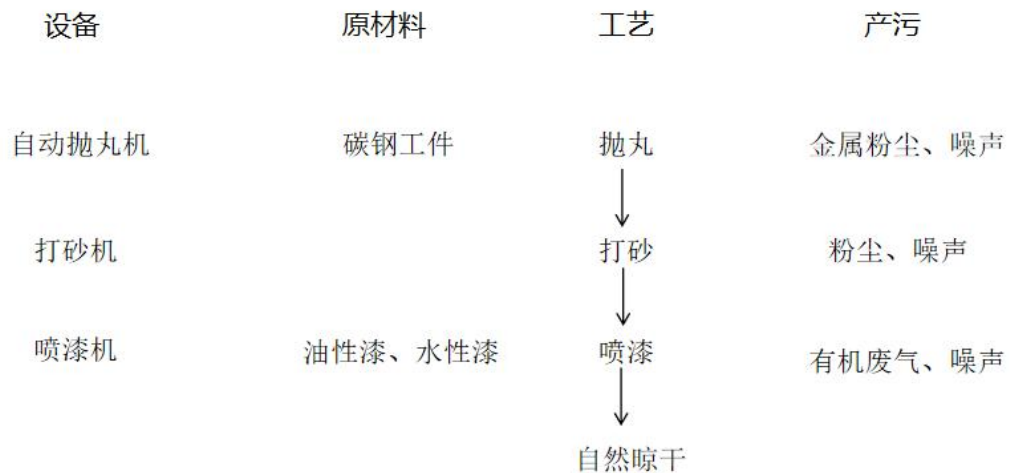 设备 原材料 工艺 产污
自动抛丸机 碳钢工件 抛丸 金属粉尘、噪声
打砂机 打砂 粉尘、噪声
喷漆机 油性漆、水性漆 喷漆 有机废气、噪声
自然晾干